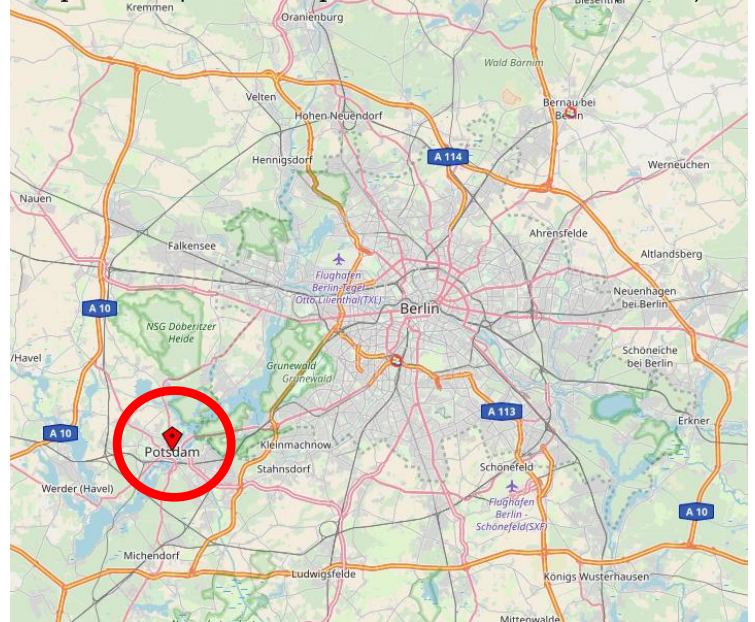 Kremmen
Oranienburg
Biesenthal
Wald Barnim
Velten
Bernau bei
Berlin
Hohen Neuendorf
A 114
Hennigsdorf
Werneuchen
Nauen
Ahrensfelde
Falkensee
Altlandsberg
Flughafen
Berlin-Tegel
Otto Lilienthal(TXL)
Neuenhagen
bei Berlin
A 10
Berlin
NSG Döberitzer
Heide
Schöneiche
bei Berlin
/Havel
Grunewald
Grunewald
A 113
Erkner
A 10
Potsdam
Kleinmachnow
Stahnsdorf
Schönefeld
Werder (Havel)
Flughafen
Berlin -
Schönefeld(SXF)
A 10
Michendorf
Ludwigsfelde
Königs Wusterhausen
Mittenwalde